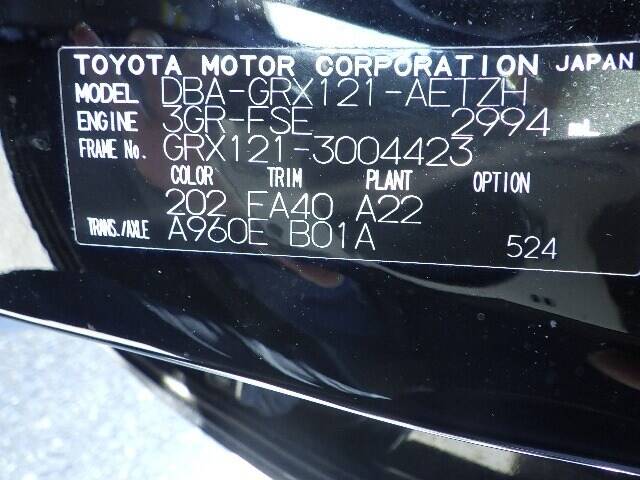 TOYOTA MOTOR CORPORATION JAPAN
MODEL DBA-GRX121-AETZH
ENGINE 3GR-FSE 2994 mL
FRAME No. GRX121-3004423
COLOR TRIM PLANT OPTION
202 FA40 A22
TRANS./AXLE A960E B01A 524